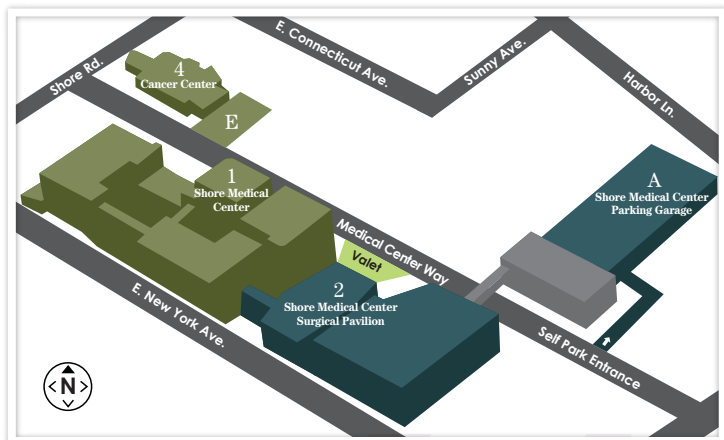 E. Connecticut Ave.
Sunny Ave.
Shore Rd.
Harbor Ln.
4
Cancer Center
E
1
Shore Medical
Center
A
Shore Medical Center
Parking Garage
Medical Center Way
Valet
2
Shore Medical Center
Surgical Pavilion
E. New York Ave.
Self Park Entrance
N